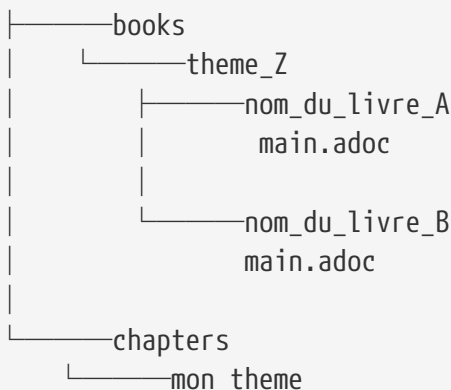 books
theme_Z
nom_du_livre_A
main.adoc
nom_du_livre_B
main.adoc
chapters
mon theme